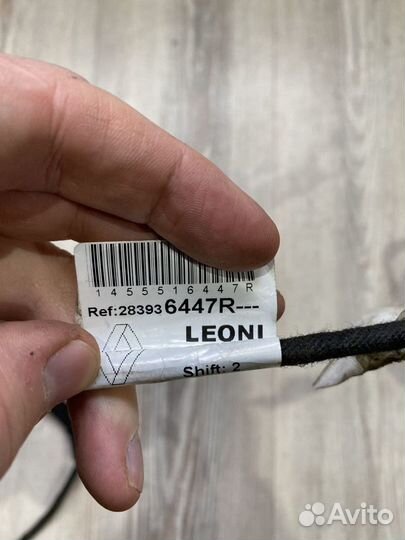 1455516447R
Ref:283936447R---
LEONI
Shift: 2
Avito